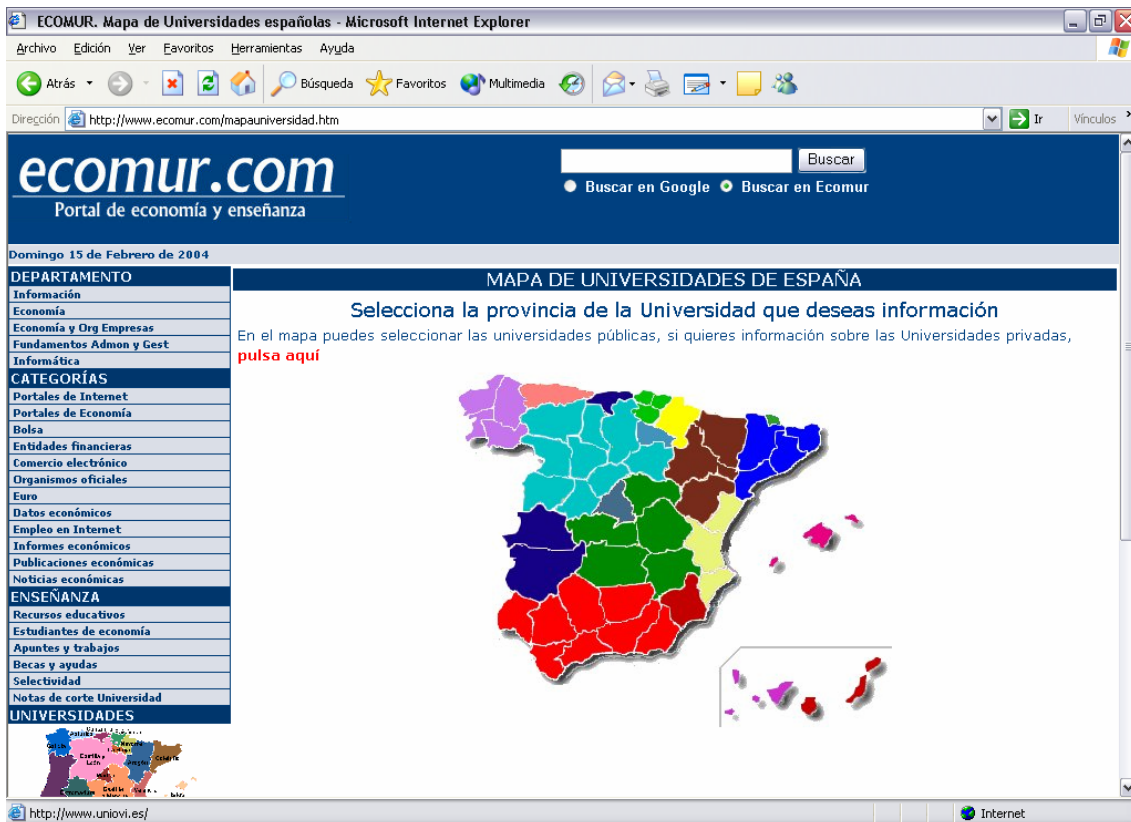 ECOMUR. Mapa de Universidades españolas - Microsoft Internet Explorer
Archivo Edición Ver Favoritos Herramientas Ayuda
Atrás Búsqueda Favoritos Multimedia
Dirección http://www.ecomur.com/mapauniversidad.htm Ir Vínculos
ecomur.com
Portal de economía y enseñanza
Buscar
Buscar en Google Buscar en Ecomur
Domingo 15 de Febrero de 2004
DEPARTAMENTO
Información
Economía
Economía y Org Empresas
Fundamentos Admon y Gest
Informática
CATEGORÍAS
Portales de Internet
Portales de Economía
Bolsa
Entidades financieras
Comercio electrónico
Organismos oficiales
Euro
Datos económicos
Empleo en Internet
Informes económicos
Publicaciones económicas
Noticias económicas
ENSEÑANZA
Recursos educativos
Estudiantes de economía
Apuntes y trabajos
Becas y ayudas
Selectividad
Notas de corte Universidad
UNIVERSIDADES
MAPA DE UNIVERSIDADES DE ESPAÑA
Selecciona la provincia de la Universidad que deseas información
En el mapa puedes seleccionar las universidades públicas, si quieres información sobre las Universidades privadas,
pulsa aquí
Castilla y
León
http://www.uniovi.es/
Internet